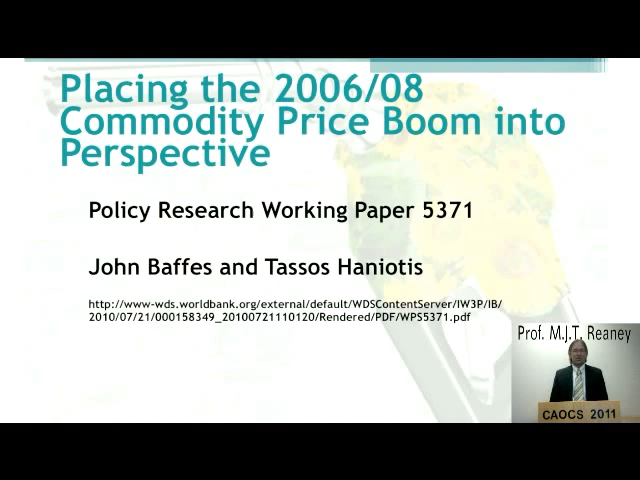 Placing the 2006/08
Commodity Price Boom into
Perspective
Policy Research Working Paper 5371
John Baffes and Tassos Haniotis
http://www-wds.worldbank.org/external/default/WDSContentServer/IW3P/IB/
2010/07/21/000158349_20100721110120/Rendered/PDF/WPS5371.pdf
Prof. M.J.T. Reaney
CAOCS 2011